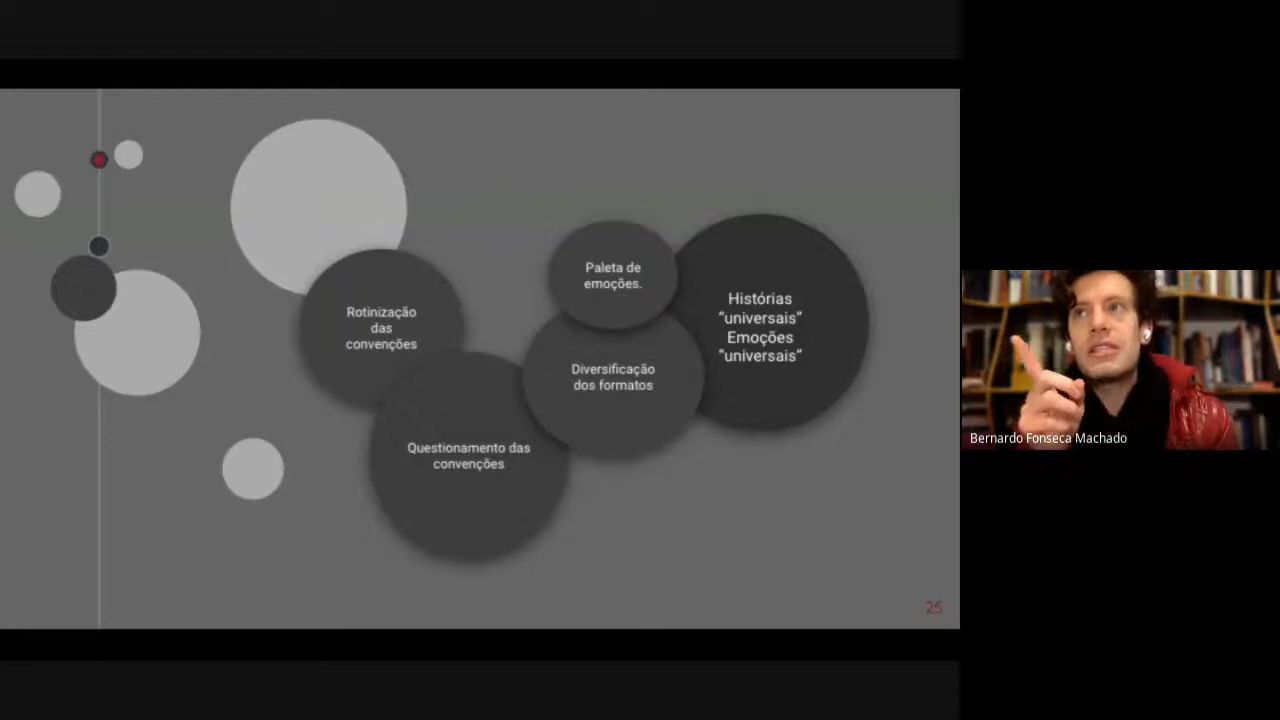 Rotinização
das
convenções
Questionamento das
convenções
Paleta de
emoções.
Diversificação
dos formatos
Histórias
“universais”
Emoções
“universais”
25
Bernardo Fonseca Machado